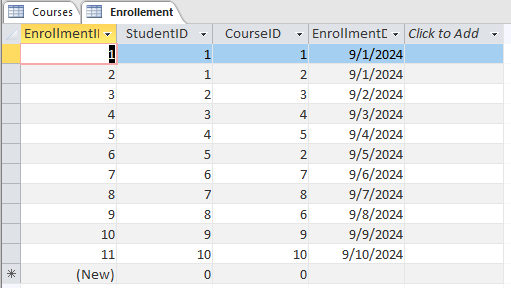 Courses Enrollement
EnrollmentI StudentID CourseID EnrollmentD Click to Add
1 1 1 9/1/2024
2 1 2 9/1/2024
3 2 3 9/2/2024
4 3 4 9/3/2024
5 4 5 9/4/2024
6 5 2 9/5/2024
7 6 7 9/6/2024
8 7 8 9/7/2024
9 8 6 9/8/2024
10 9 9 9/9/2024
11 10 10 9/10/2024
(New) 0 0